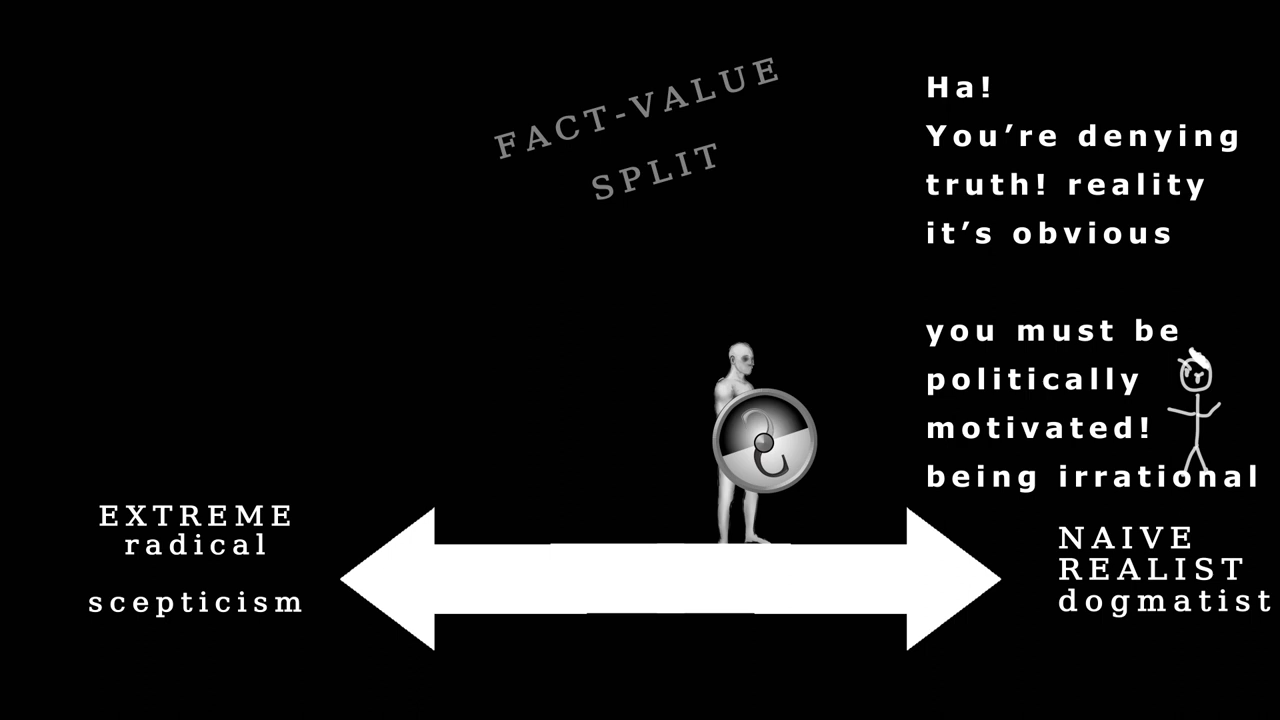 FACT-VALUE
SPLIT
Ha!
You’re denying
truth! reality
it’s obvious
you must be
politically
motivated!
being irrational
EXTREME
radical
scepticism
NAIVE
REALIST
dogmatist